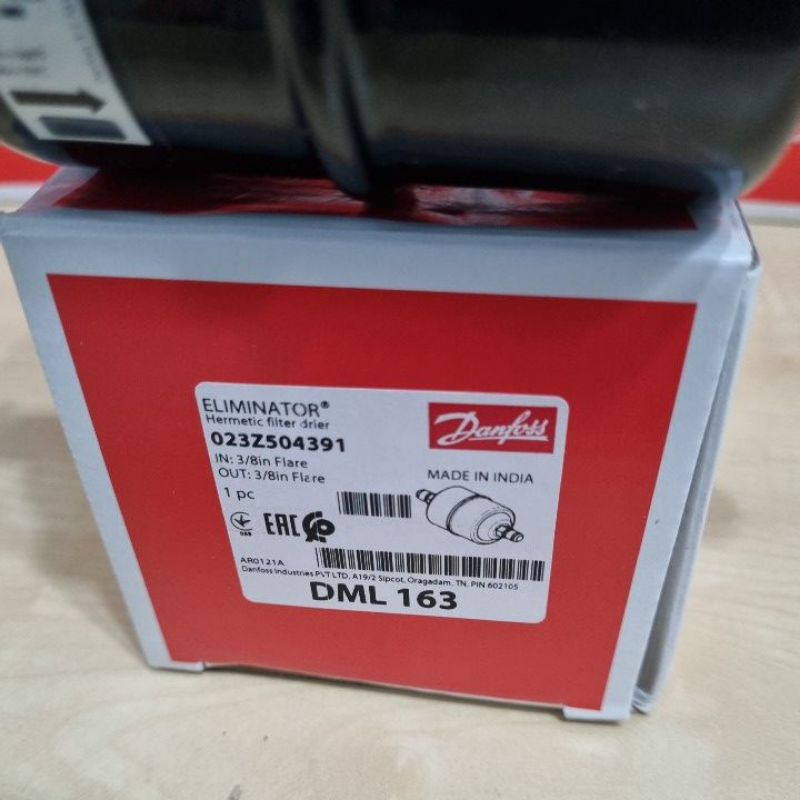 ELIMINATOR®
Hermetic filter drier
023Z504391
IN: 3/8in Flare
OUT: 3/8in Flare
1 pc
Danfoss
MADE IN INDIA
EAC
AR0121A
Danfoss Industries PVT LTD, A19/2 Sipcot, Oragadam, TN, PIN 602105
DML 163